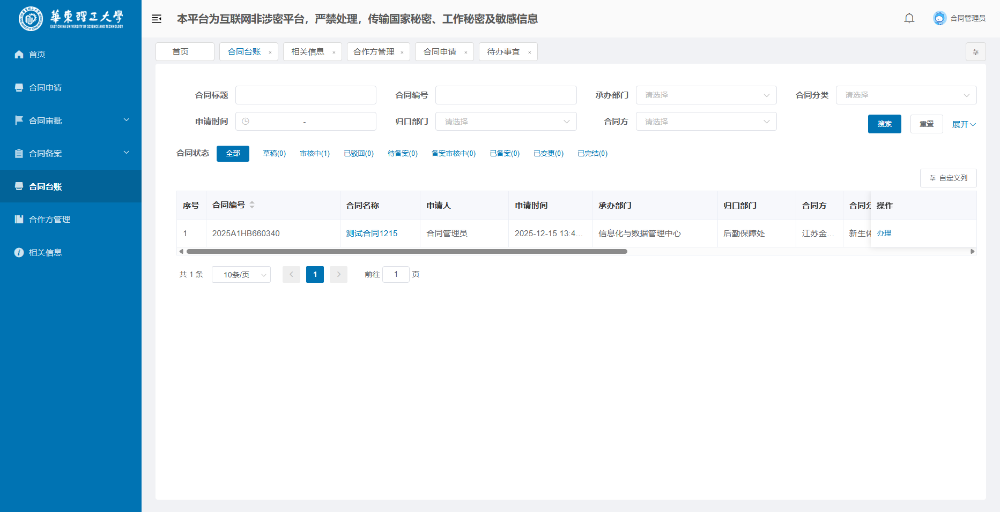 華東理工大學
EAST CHINA UNIVERSITY OF SCIENCE AND TECHNOLOGY
本平台为互联网非涉密平台，严禁处理，传输国家秘密、工作秘密及敏感信息
合同管理员
首页
合同申请
合同审批
合同备案
合同台账
合作方管理
相关信息
首页 合同台账 × 相关信息 × 合作方管理 × 合同申请 × 待办事宜 ×
合同标题 合同编号 承办部门 请选择 合同分类 请选择
申请时间 - 归口部门 请选择 合同方 请选择 搜索 重置 展开
合同状态 全部 草稿(0) 审核中(1) 已驳回(0) 待备案(0) 备案审核中(0) 已备案(0) 已变更(0) 已完结(0)
自定义列
序号 合同编号 合同名称 申请人 申请时间 承办部门 归口部门 合同方 合同分 操作
1 2025A1HB660340 测试合同1215 合同管理员 2025-12-15 13:4... 信息化与数据管理中心 后勤保障处 江苏金... 新生体 办理
共 1 条 10条/页 1 前往 1 页